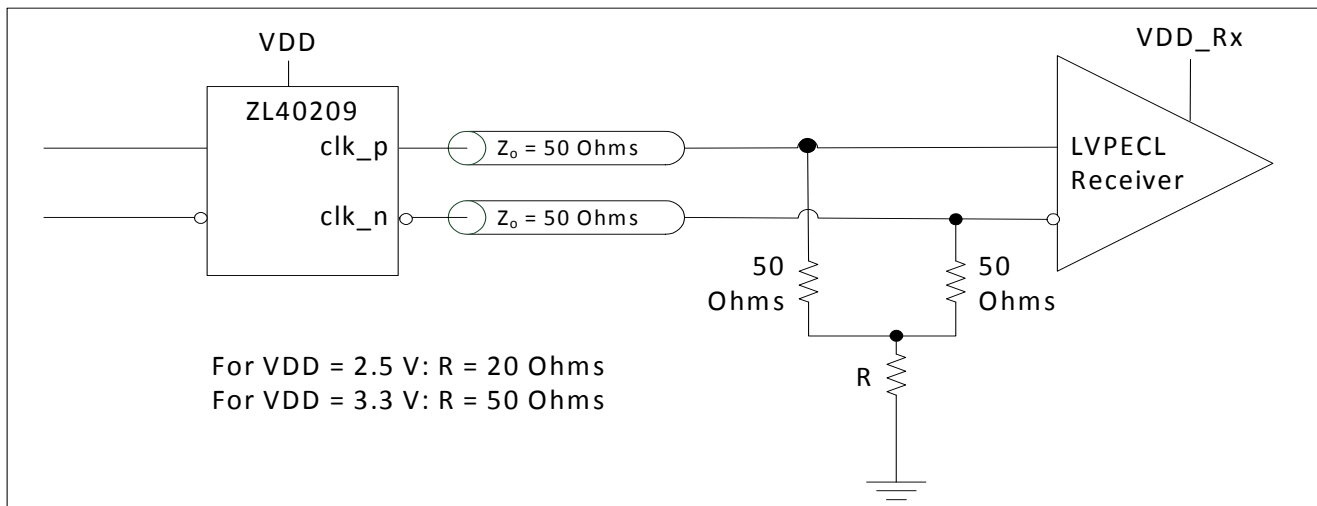 VDD
VDD_Rx
ZL40209
clk_p
Zo = 50 Ohms
LVPECL
Receiver
clk_n
Zo = 50 Ohms
50
Ohms
50
Ohms
For VDD = 2.5 V: R = 20 Ohms
For VDD = 3.3 V: R = 50 Ohms
R